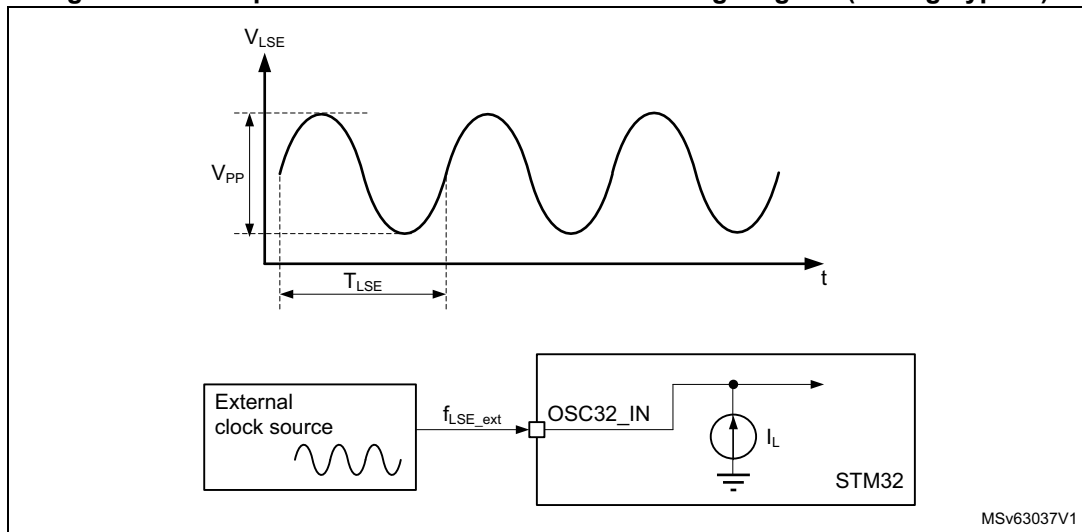 V_LSE
V_PP
T_LSE
t
External
clock source
f_LSE_ext
OSC32_IN
I_L
STM32
MSv63037V1